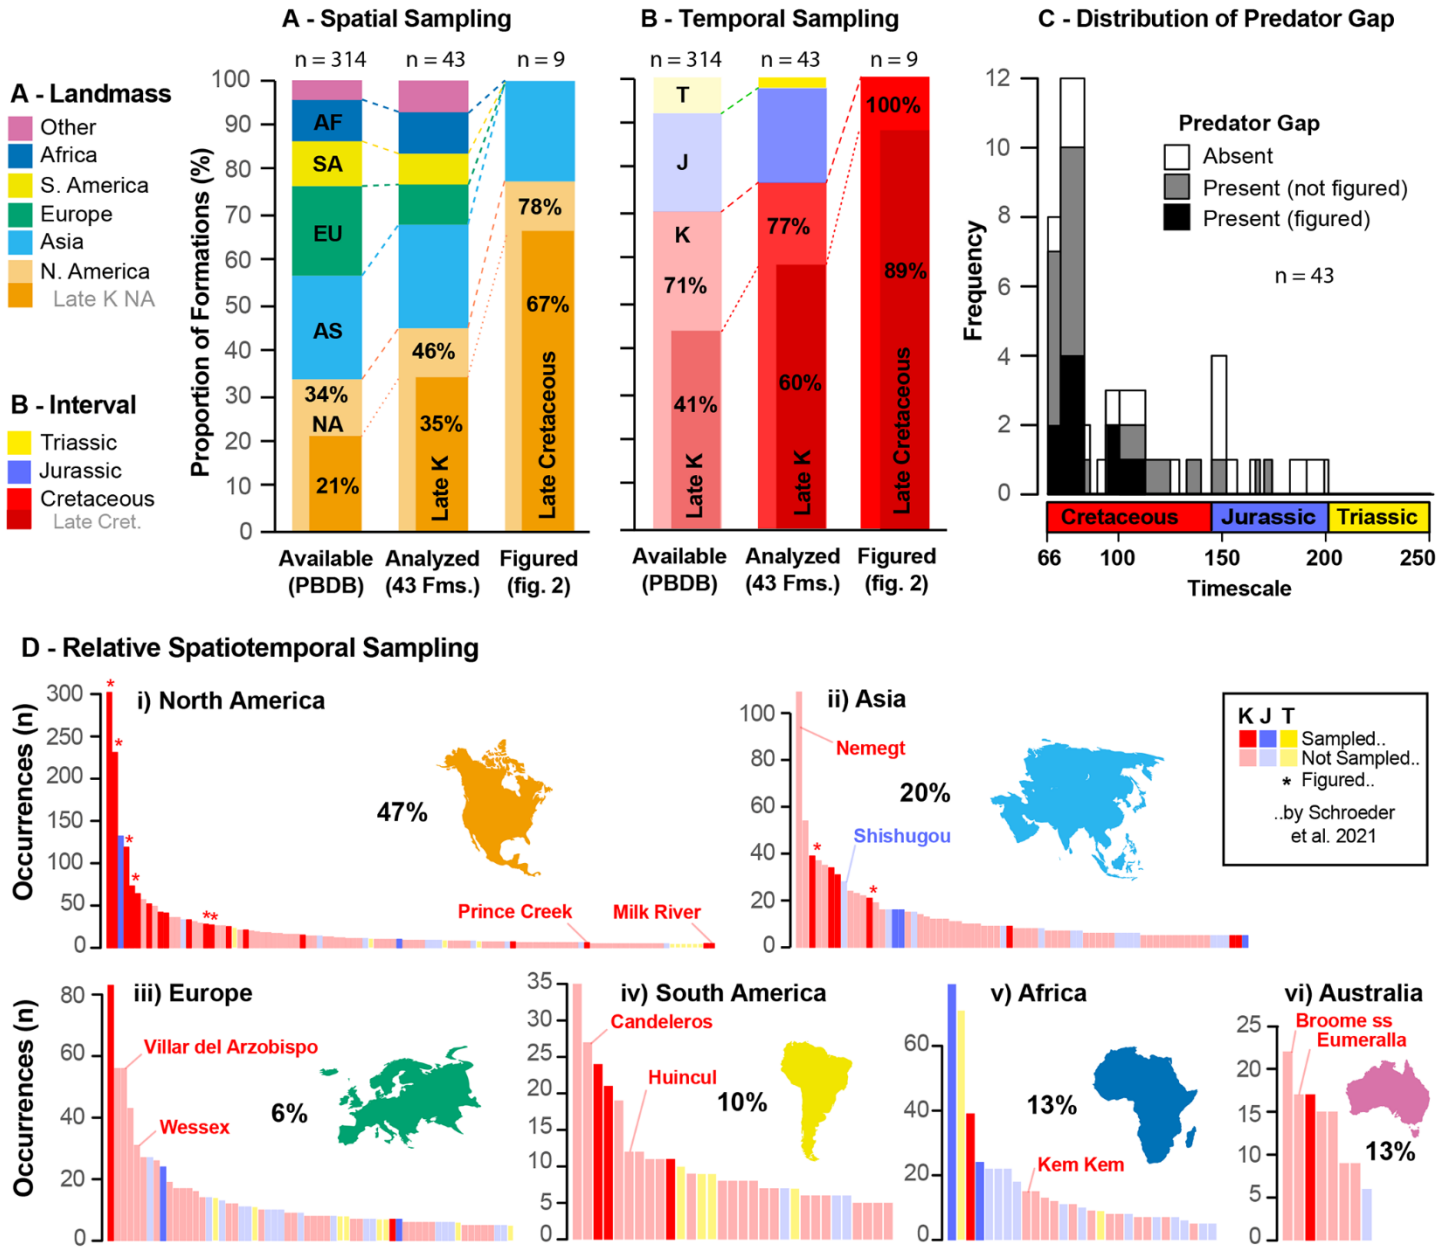 A - Spatial Sampling
B - Temporal Sampling
C - Distribution of Predator Gap
n = 314
n = 43
n = 9
n = 314
n = 43
n = 9
A - Landmass
Other
Africa
S. America
Europe
Asia
N. America
Late K NA
B - Interval
Triassic
Jurassic
Cretaceous
Late Cret.
Proportion of Formations (%)
100
90
80
70
60
50
40
30
20
10
0
AF
SA
EU
AS
34%
NA
21%
46%
35%
Late K
78%
67%
Late Cretaceous
Available
(PBDB)
Analyzed
(43 Fms.)
Figured
(fig. 2)
T
J
K
71%
41%
Late K
77%
60%
Late K
100%
89%
Late Cretaceous
Available
(PBDB)
Analyzed
(43 Fms.)
Figured
(fig. 2)
Frequency
12
10
8
6
4
2
0
Predator Gap
Absent
Present (not figured)
Present (figured)
n = 43
Cretaceous
Jurassic
Triassic
66
100
150
200
250
Timescale
D - Relative Spatiotemporal Sampling
i) North America
Occurrences (n)
300
250
200
150
100
50
0
*
*
*
*
**
47%
Prince Creek
Milk River
ii) Asia
100
80
60
40
20
0
Nemegt
20%
Shishugou
*
*
K J T
Sampled..
Not Sampled..
* Figured..
..by Schroeder
et al. 2021
iii) Europe
Occurrences (n)
80
60
40
20
0
Villar del Arzobispo
Wessex
6%
iv) South America
35
30
25
20
15
10
5
0
Candeleros
Huincul
10%
v) Africa
60
40
20
0
13%
Kem Kem
vi) Australia
25
20
15
10
5
0
Broome ss
Eumeralla
13%